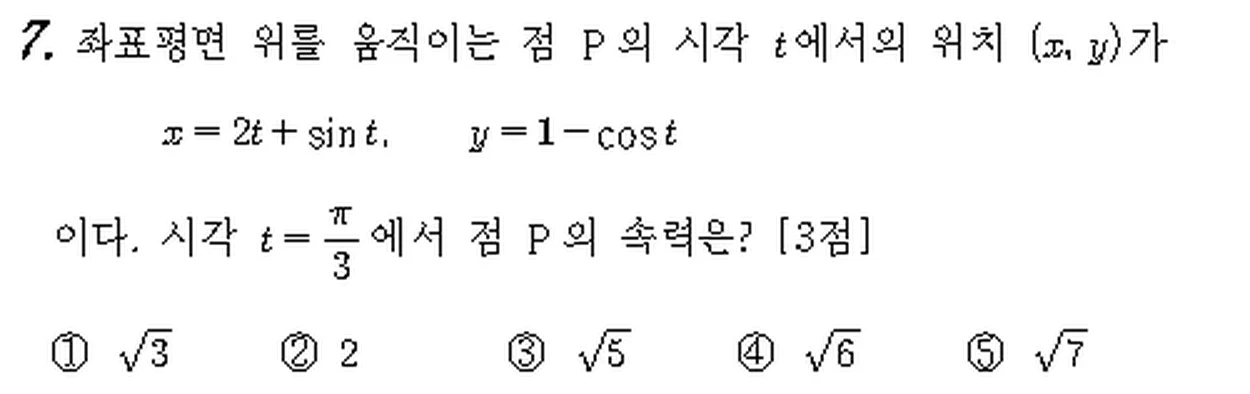 7. 좌표평면 위를 움직이는 점 P의 시각 t에서의 위치 (x, y)가
x = 2t + sin t, y = 1 − cos t
이다. 시각 t = π/3 에서 점 P의 속력은? [3점]
① √3 ② 2 ③ √5 ④ √6 ⑤ √7